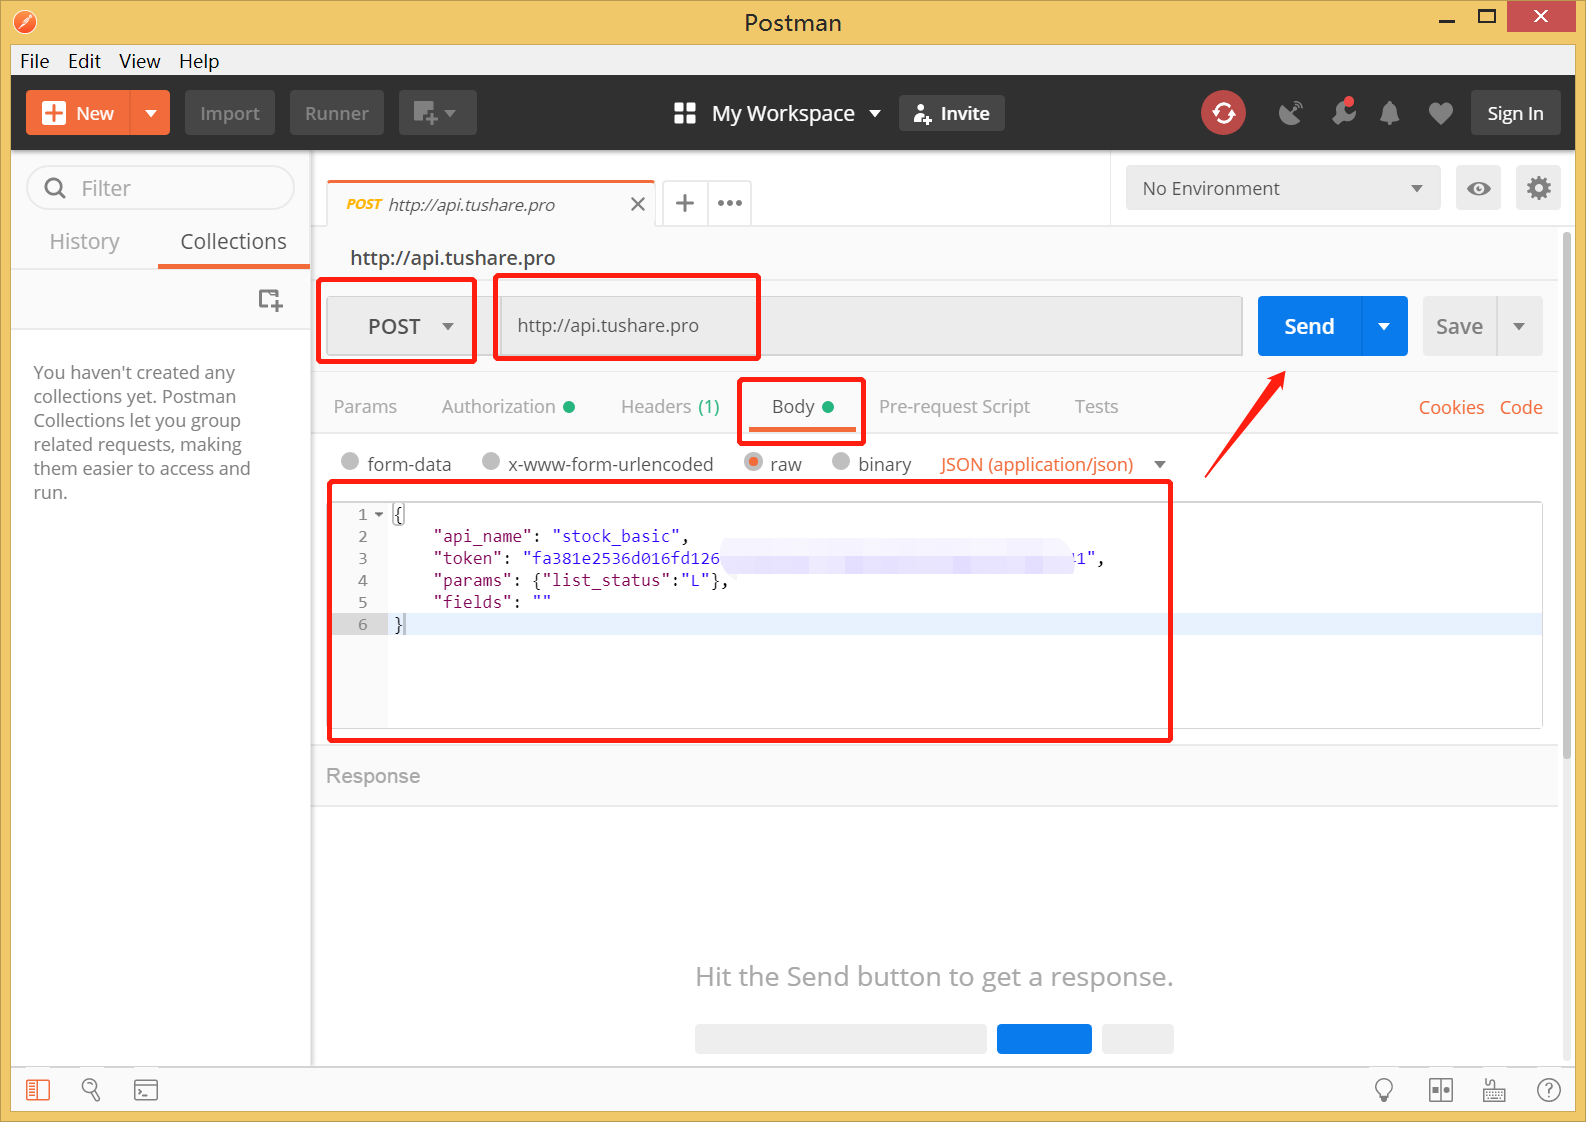 Postman
File Edit View Help
New Import Runner My Workspace Invite Sign In
Filter
History Collections
You haven't created any
collections yet. Postman
Collections let you group
related requests, making
them easier to access and
run.
POST http://api.tushare.pro
No Environment
http://api.tushare.pro
POST http://api.tushare.pro Send Save
Params Authorization Headers (1) Body Pre-request Script Tests Cookies Code
form-data x-www-form-urlencoded raw binary JSON (application/json)
1 {
2 "api_name": "stock_basic",
3 "token": "fa381e2536d016fd126 1",
4 "params": {"list_status":"L"},
5 "fields": ""
6 }
Response
Hit the Send button to get a response.